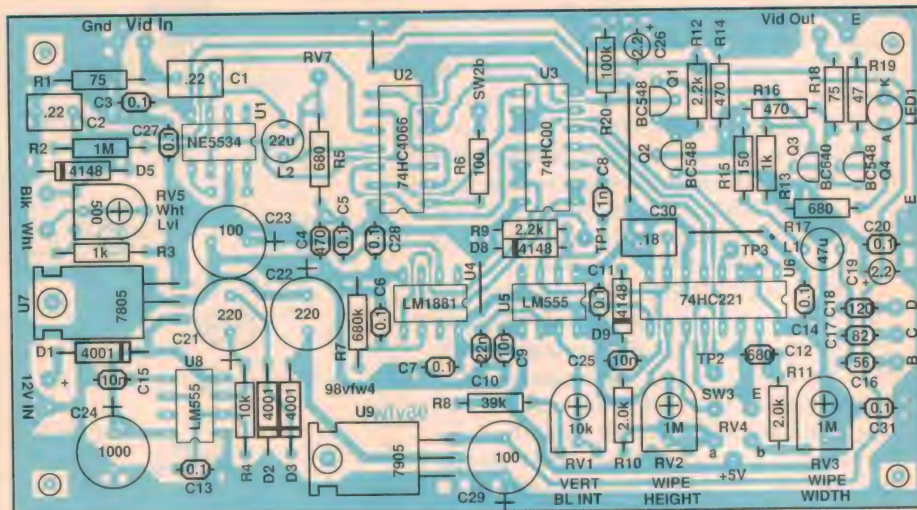 Gnd Vid In
Vid Out E
R1 75
.22 C1
C3 0.1
.22 C2
C27 0.1
U1 NE5534
R2 1M
4148 D5
22u L2
RV7
680 R5
U2 74HC4066
SW2b
R6 100
U3 74HC00
100k R20
2.2 + C26
R12 2.2k
R14 470
Q1 BC548
Q2 BC548
R16 470
R18 75
R19 47
K LED1 A
R15 150
1k R13
Q3 BC640
Q4 BC548
680 R17
Blk
Wht
500 RV5 Wht Lvl
1k R3
C23 100
C4 470
C5 0.1
C28 0.1
C8 1n
R9 2.2k
D8 4148
TP1
C30 .18
TP3
L1 47u
E
C20 0.1
C19 2.2 +
7805
C22 220
C21 220
R7 680k
C6 0.1
U4 LM1881
U5 LM555
C11 0.1
4148 D9
U6 74HC221
0.1 C14
C18 120 D
C17 82 C
56 B
C16
D1 4001
12V IN +
10n C15
U8 LM555
C24 1000
0.1 C13
R4 10k
D2 4001
D3 4001
98vfw4
U9 7905
C7 0.1
22n C10
10n C9
R8 39k
C25 10n
TP2
680 C12
SW3 E
RV4
a b
+5V
R11 2.0k
0.1 C31
100 C29
10k RV1
VERT
BL INT
2.0k R10
1M RV2
WIPE
HEIGHT
1M RV3
WIPE
WIDTH